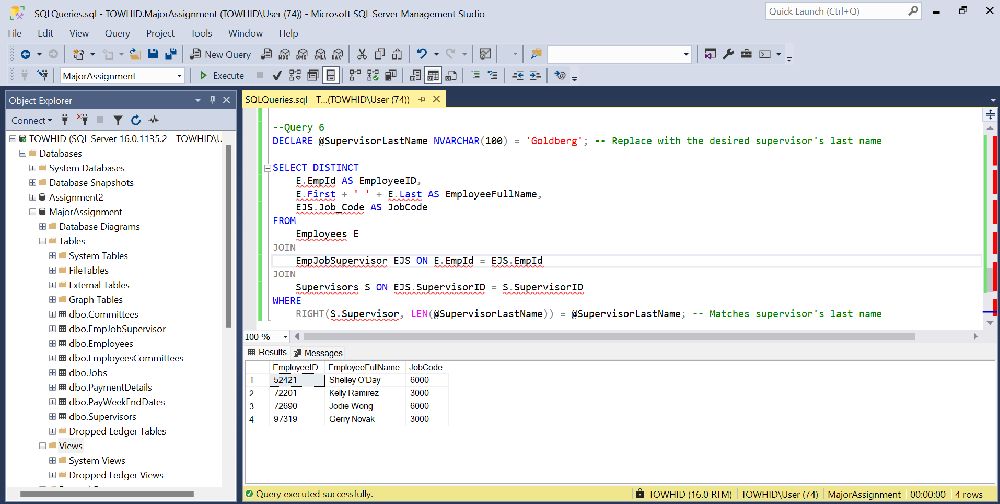 SQLQueries.sql - TOWHID.MajorAssignment (TOWHID\User (74)) - Microsoft SQL Server Management Studio
Quick Launch (Ctrl+Q)
File Edit View Query Project Tools Window Help
New Query MDX DMX XMLA DAX
MajorAssignment Execute
Object Explorer
Connect
TOWHID (SQL Server 16.0.1135.2 - TOWHID\U
Databases
System Databases
Database Snapshots
Assignment2
MajorAssignment
Database Diagrams
Tables
System Tables
FileTables
External Tables
Graph Tables
dbo.Committees
dbo.EmpJobSupervisor
dbo.Employees
dbo.EmployeesCommittees
dbo.Jobs
dbo.PaymentDetails
dbo.PayWeekEndDates
dbo.Supervisors
Dropped Ledger Tables
Views
System Views
Dropped Ledger Views
SQLQueries.sql - T...(TOWHID\User (74))
--Query 6
DECLARE @SupervisorLastName NVARCHAR(100) = 'Goldberg'; -- Replace with the desired supervisor's last name
SELECT DISTINCT
E.EmpId AS EmployeeID,
E.First + ' ' + E.Last AS EmployeeFullName,
EJS.Job_Code AS JobCode
FROM
Employees E
JOIN
EmpJobSupervisor EJS ON E.EmpId = EJS.EmpId
JOIN
Supervisors S ON EJS.SupervisorID = S.SupervisorID
WHERE
RIGHT(S.Supervisor, LEN(@SupervisorLastName)) = @SupervisorLastName; -- Matches supervisor's last name
100 %
Results Messages
EmployeeID EmployeeFullName JobCode
1 52421 Shelley O'Day 6000
2 72201 Kelly Ramirez 3000
3 72690 Jodie Wong 6000
4 97319 Gerry Novak 3000
Query executed successfully. TOWHID (16.0 RTM) TOWHID\User (74) MajorAssignment 00:00:00 4 rows